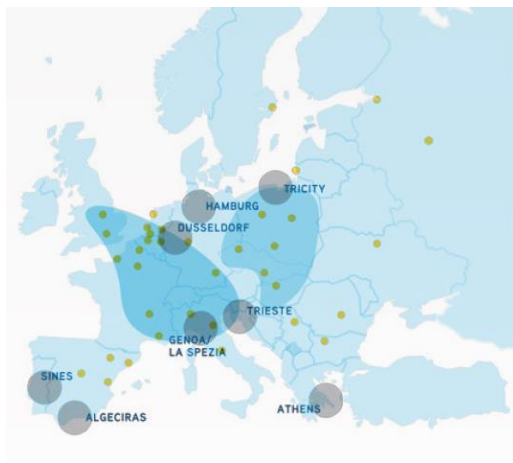 TRICITY
HAMBURG
DUSSELDORF
TRIESTE
GENOA/
LA SPEZIA
SINES
ALGECIRAS
ATHENS